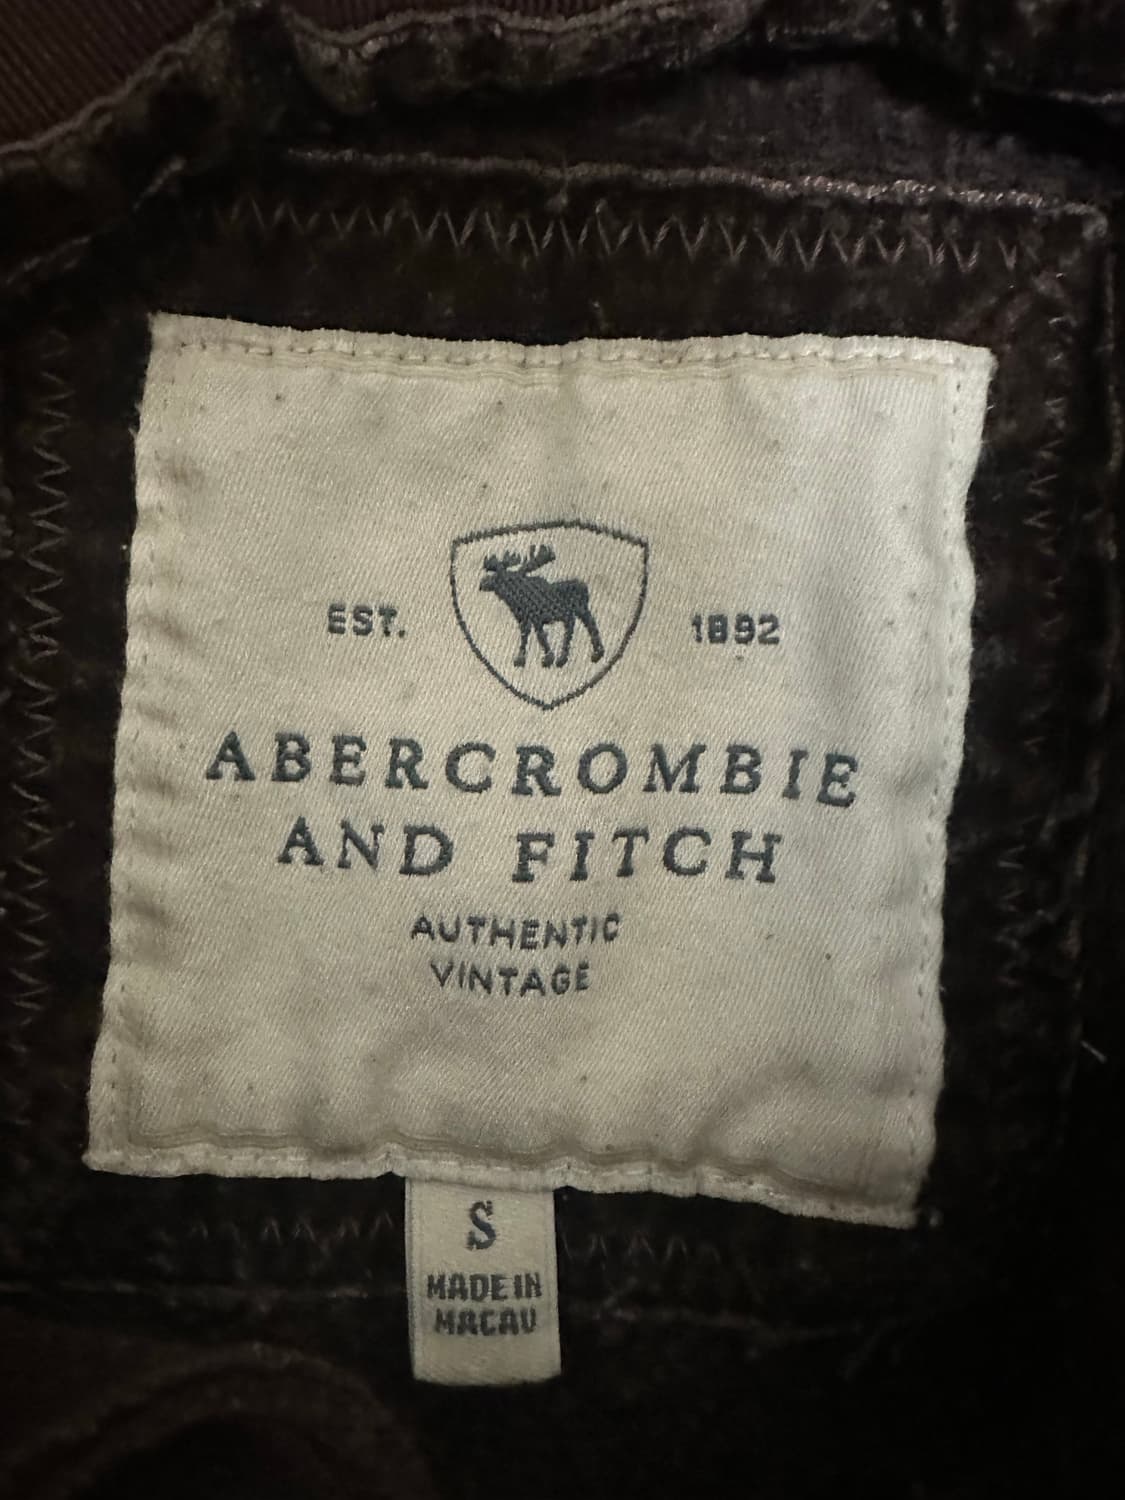 EST. 1892
ABERCROMBIE
AND FITCH
AUTHENTIC
VINTAGE
S
MADE IN
MACAU